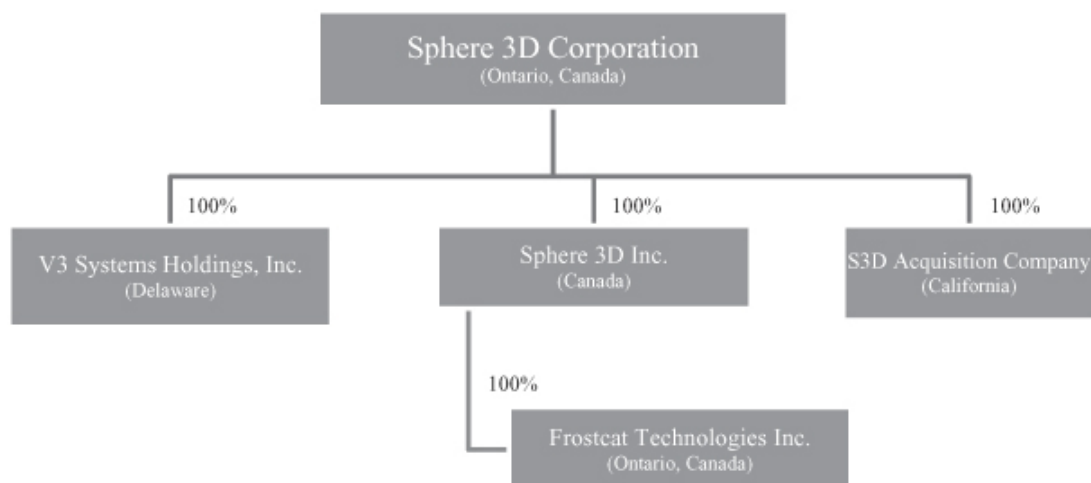 Sphere 3D Corporation
(Ontario, Canada)
100%
100%
100%
V3 Systems Holdings, Inc.
(Delaware)
Sphere 3D Inc.
(Canada)
S3D Acquisition Company
(California)
100%
Frostcat Technologies Inc.
(Ontario, Canada)